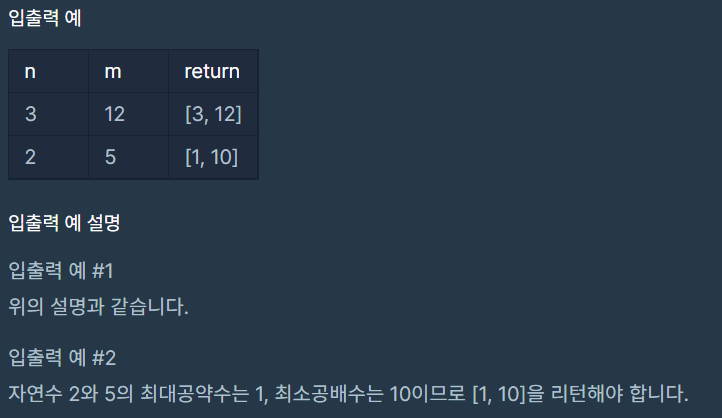 입출력 예
n m return
3 12 [3, 12]
2 5 [1, 10]
입출력 예 설명
입출력 예 #1
위의 설명과 같습니다.
입출력 예 #2
자연수 2와 5의 최대공약수는 1, 최소공배수는 10이므로 [1, 10]을 리턴해야 합니다.